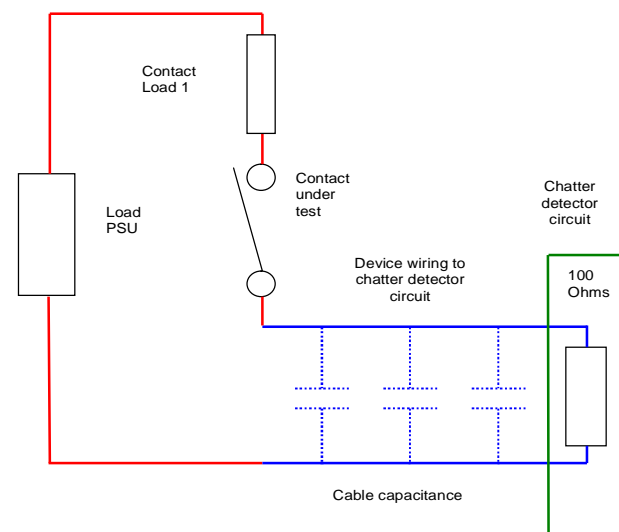 Contact
Load 1
Contact
under
test
Load
PSU
Chatter
detector
circuit
Device wiring to
chatter detector
circuit
100
Ohms
Cable capacitance